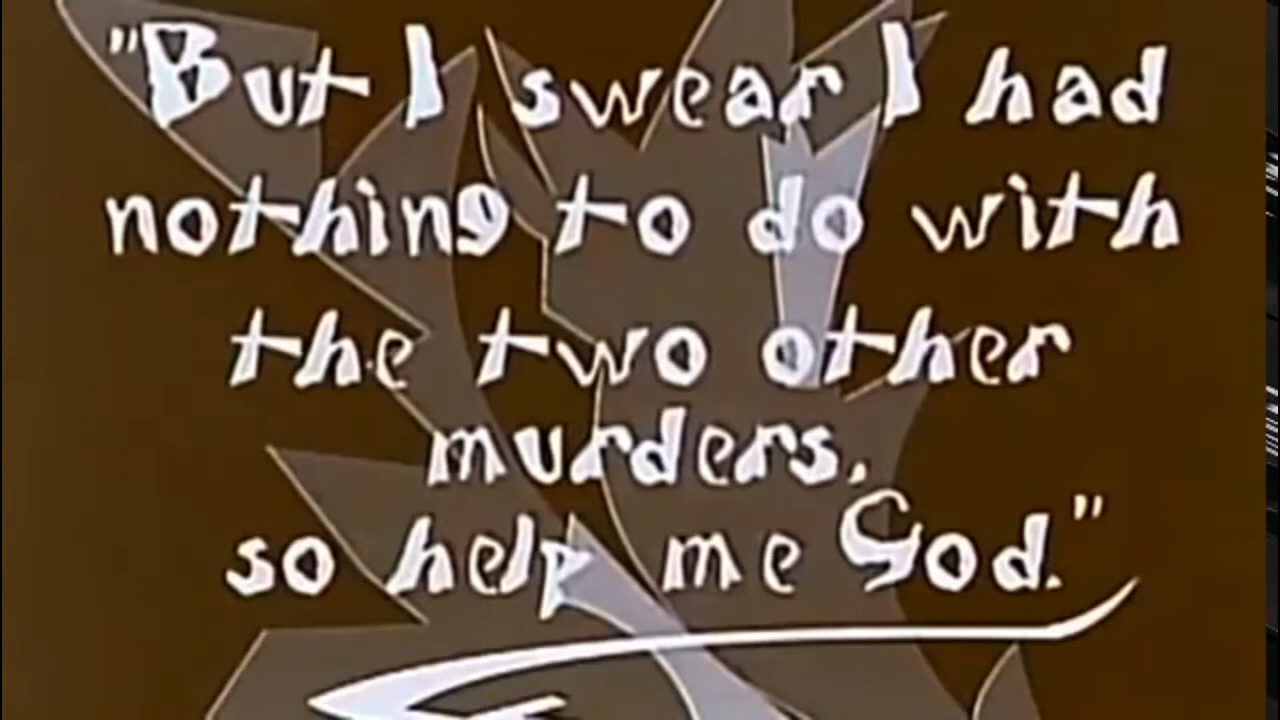 "But I swear I had
nothing to do with
the two other
murders,
so help me God."